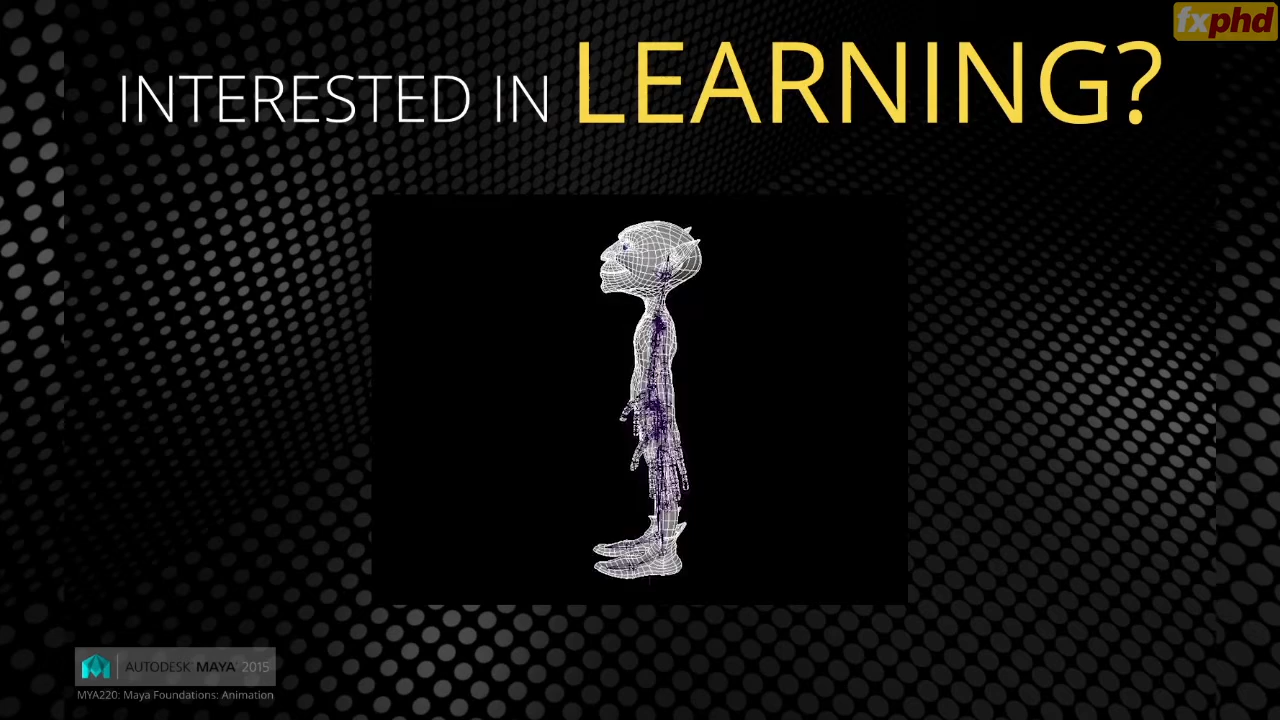 fxphd
INTERESTED IN LEARNING?
AUTODESK® MAYA® 2015
MYA220: Maya Foundations: Animation